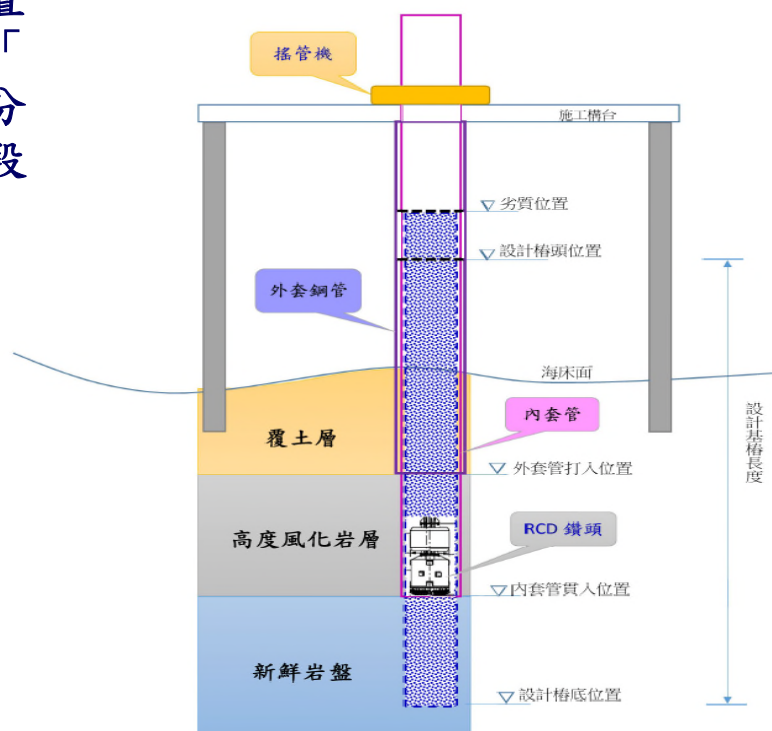 置
「
分
段
搖管機
施工構台
劣質位置
設計樁頭位置
外套鋼管
海床面
內套管
設計基樁長度
覆土層
外套管打入位置
高度風化岩層
RCD 鑽頭
內套管貫入位置
新鮮岩盤
設計樁底位置